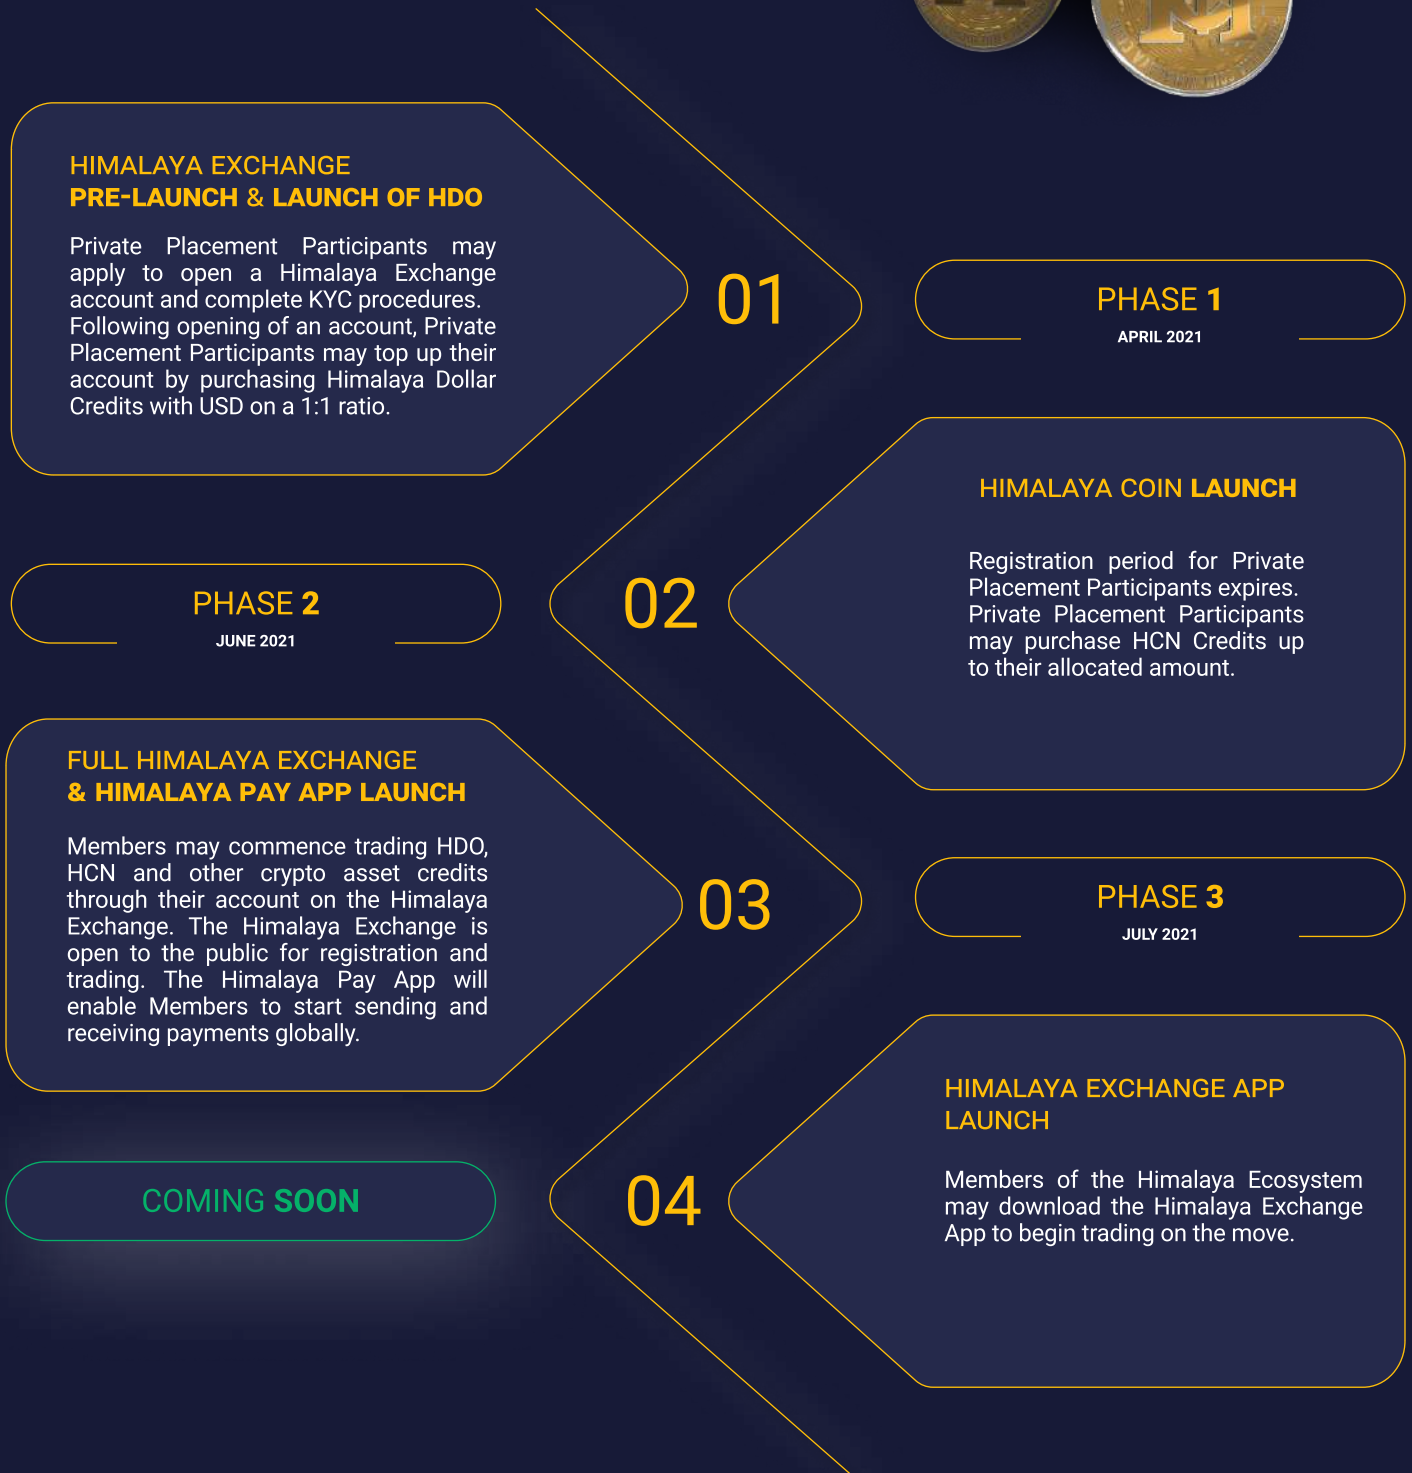 HIMALAYA EXCHANGE
PRE-LAUNCH & LAUNCH OF HDO
Private Placement Participants may
apply to open a Himalaya Exchange
account and complete KYC procedures.
Following opening of an account, Private
Placement Participants may top up their
account by purchasing Himalaya Dollar
Credits with USD on a 1:1 ratio.
01
PHASE 1
APRIL 2021
HIMALAYA COIN LAUNCH
Registration period for Private
Placement Participants expires.
Private Placement Participants
may purchase HCN Credits up
to their allocated amount.
02
PHASE 2
JUNE 2021
FULL HIMALAYA EXCHANGE
& HIMALAYA PAY APP LAUNCH
Members may commence trading HDO,
HCN and other crypto asset credits
through their account on the Himalaya
Exchange. The Himalaya Exchange is
open to the public for registration and
trading. The Himalaya Pay App will
enable Members to start sending and
receiving payments globally.
03
PHASE 3
JULY 2021
HIMALAYA EXCHANGE APP
LAUNCH
Members of the Himalaya Ecosystem
may download the Himalaya Exchange
App to begin trading on the move.
04
COMING SOON